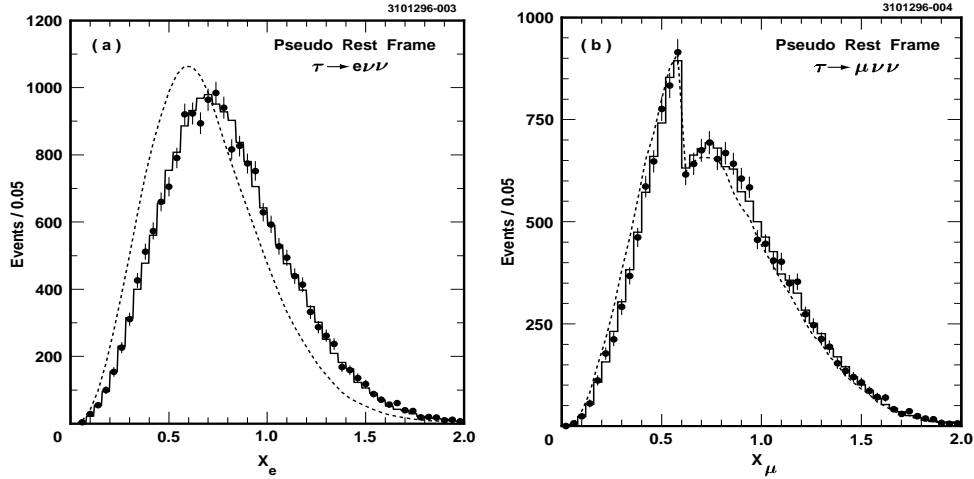 3101296-003
(a)
Pseudo Rest Frame
τ → eνν
1000
800
600
400
200
0
0.5
1.0
1.5
2.0
Events / 0.05
X_e
3101296-004
(b)
Pseudo Rest Frame
τ → μνν
1000
750
500
250
0
0.5
1.0
1.5
2.0
Events / 0.05
X_μ